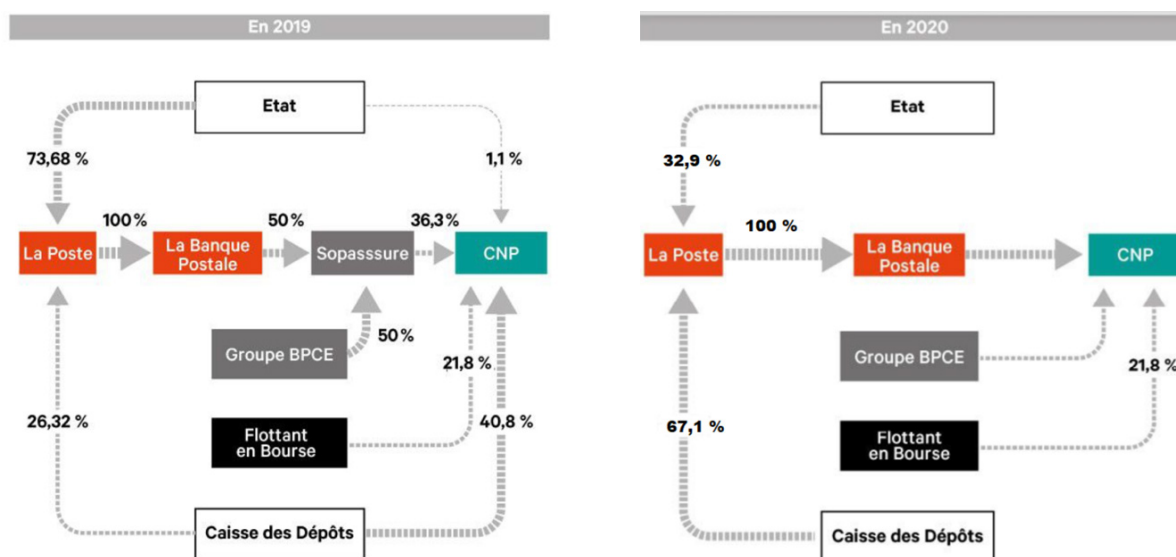 En 2019
Etat
73,68 %
1,1 %
100 %
50 %
36,3 %
La Poste
La Banque
Postale
Sopasssure
CNP
50 %
Groupe BPCE
21,8 %
26,32 %
40,8 %
Flottant
en Bourse
Caisse des Dépôts
En 2020
Etat
32,9 %
100 %
La Poste
La Banque
Postale
CNP
Groupe BPCE
21,8 %
67,1 %
Flottant
en Bourse
Caisse des Dépôts